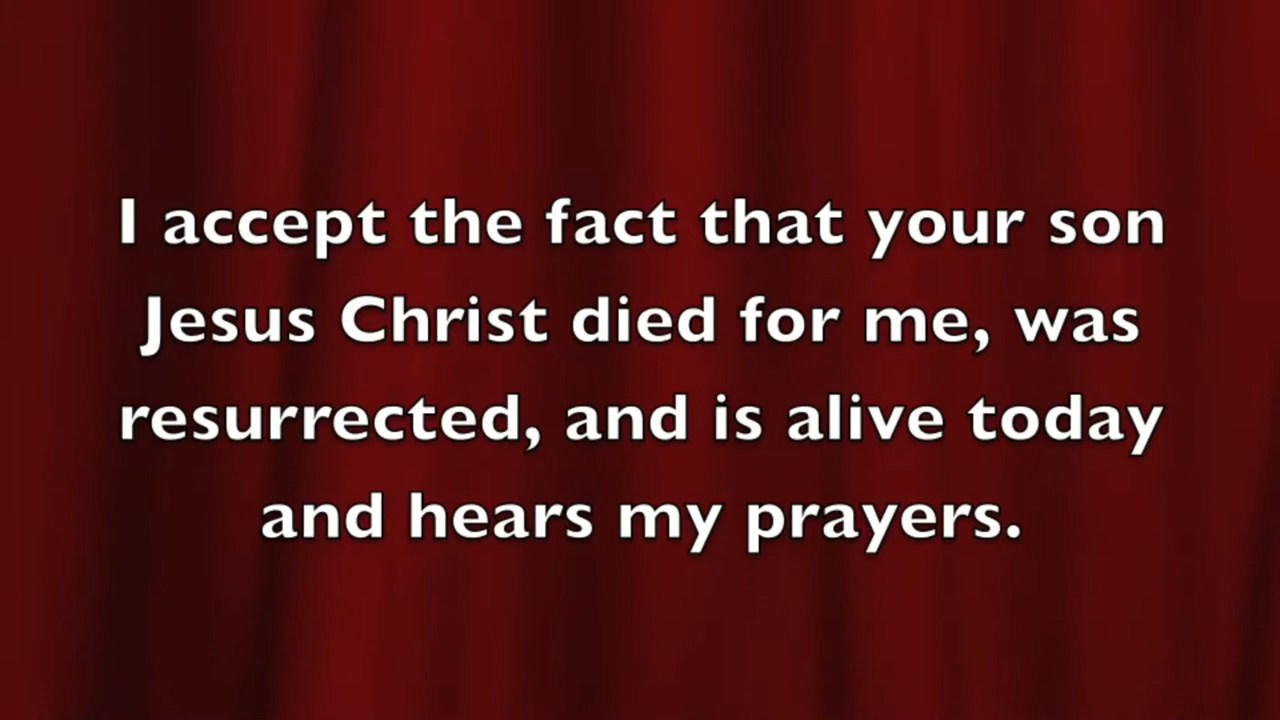 I accept the fact that your son
Jesus Christ died for me, was
resurrected, and is alive today
and hears my prayers.